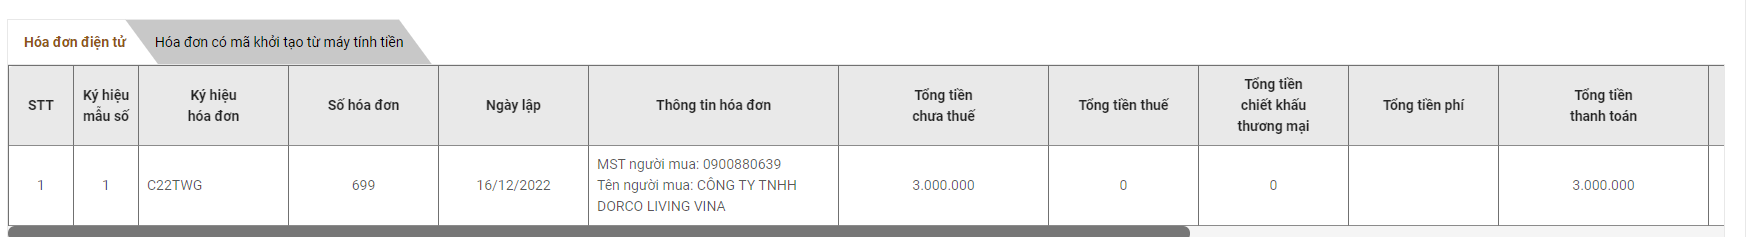 Hóa đơn điện tử
Hóa đơn có mã khởi tạo từ máy tính tiền
STT
Ký hiệu
mẫu số
Ký hiệu
hóa đơn
Số hóa đơn
Ngày lập
Thông tin hóa đơn
Tổng tiền
chưa thuế
Tổng tiền thuế
Tổng tiền
chiết khấu
thương mại
Tổng tiền phí
Tổng tiền
thanh toán
1
1
C22TWG
699
16/12/2022
MST người mua: 0900880639
Tên người mua: CÔNG TY TNHH
DORCO LIVING VINA
3.000.000
0
0
3.000.000